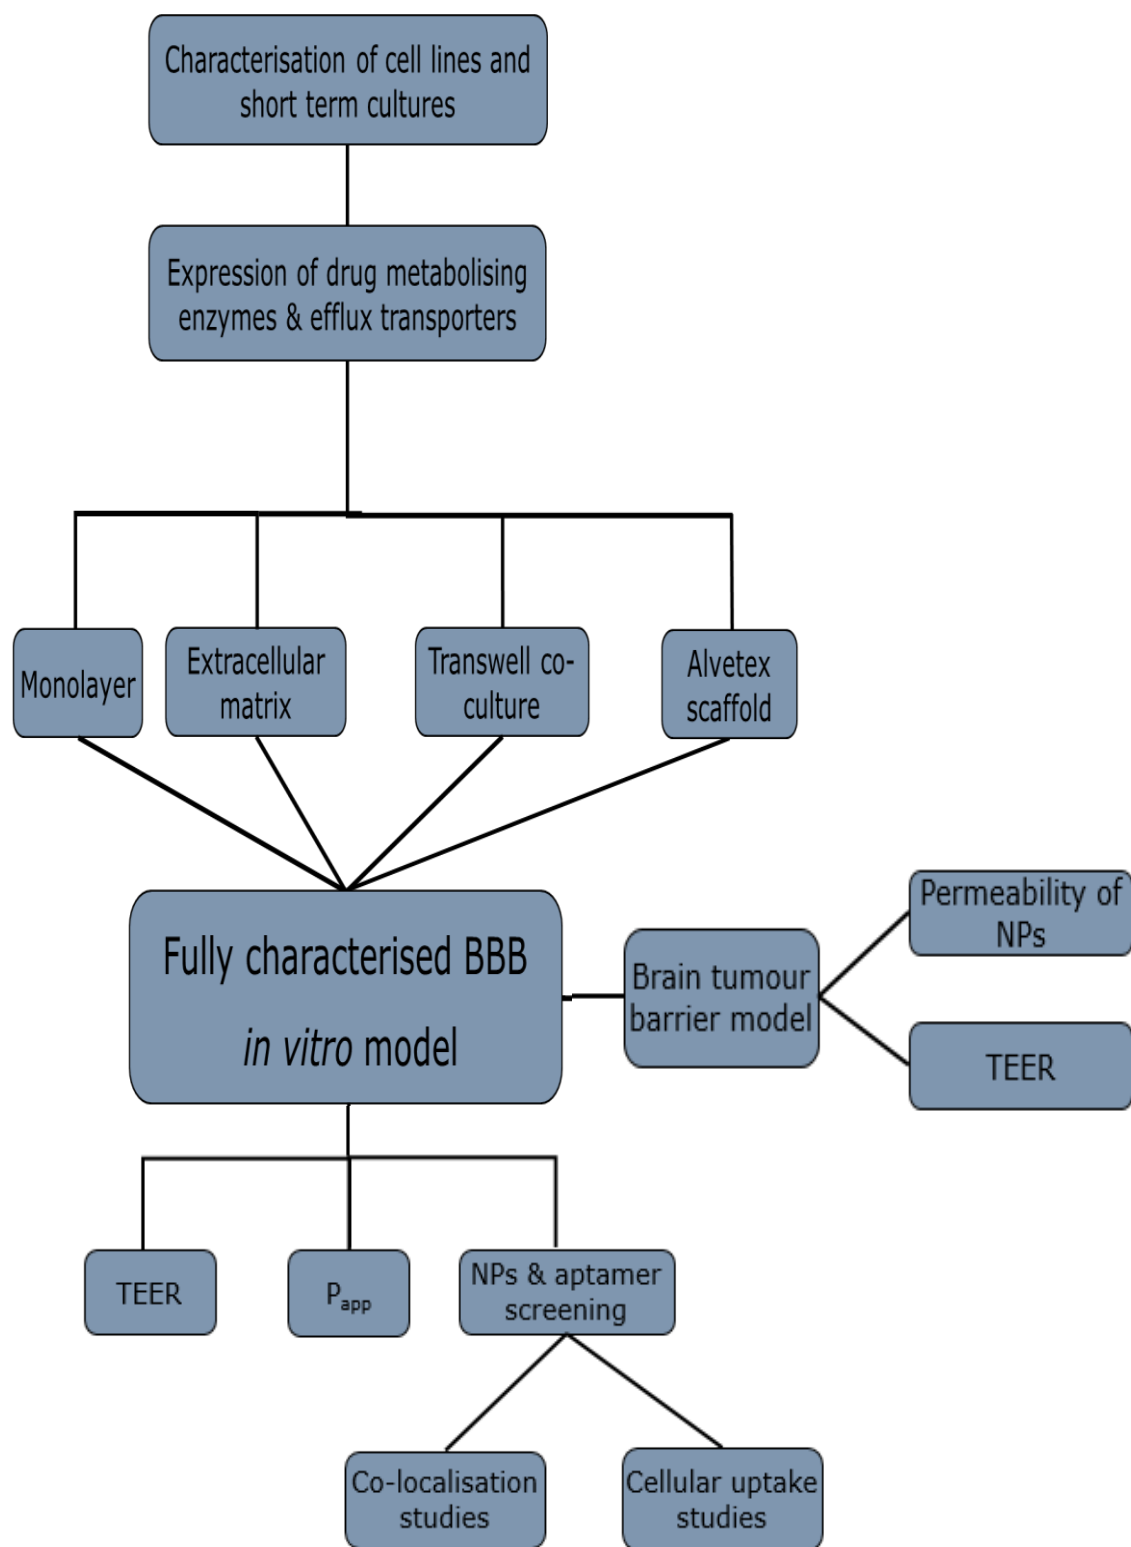 Characterisation of cell lines and
short term cultures
Expression of drug metabolising
enzymes & efflux transporters
Monolayer
Extracellular
matrix
Transwell co-
culture
Alvetex
scaffold
Fully characterised BBB
in vitro model
Brain tumour
barrier model
Permeability of
NPs
TEER
TEER
Papp
NPs & aptamer
screening
Co-localisation
studies
Cellular uptake
studies